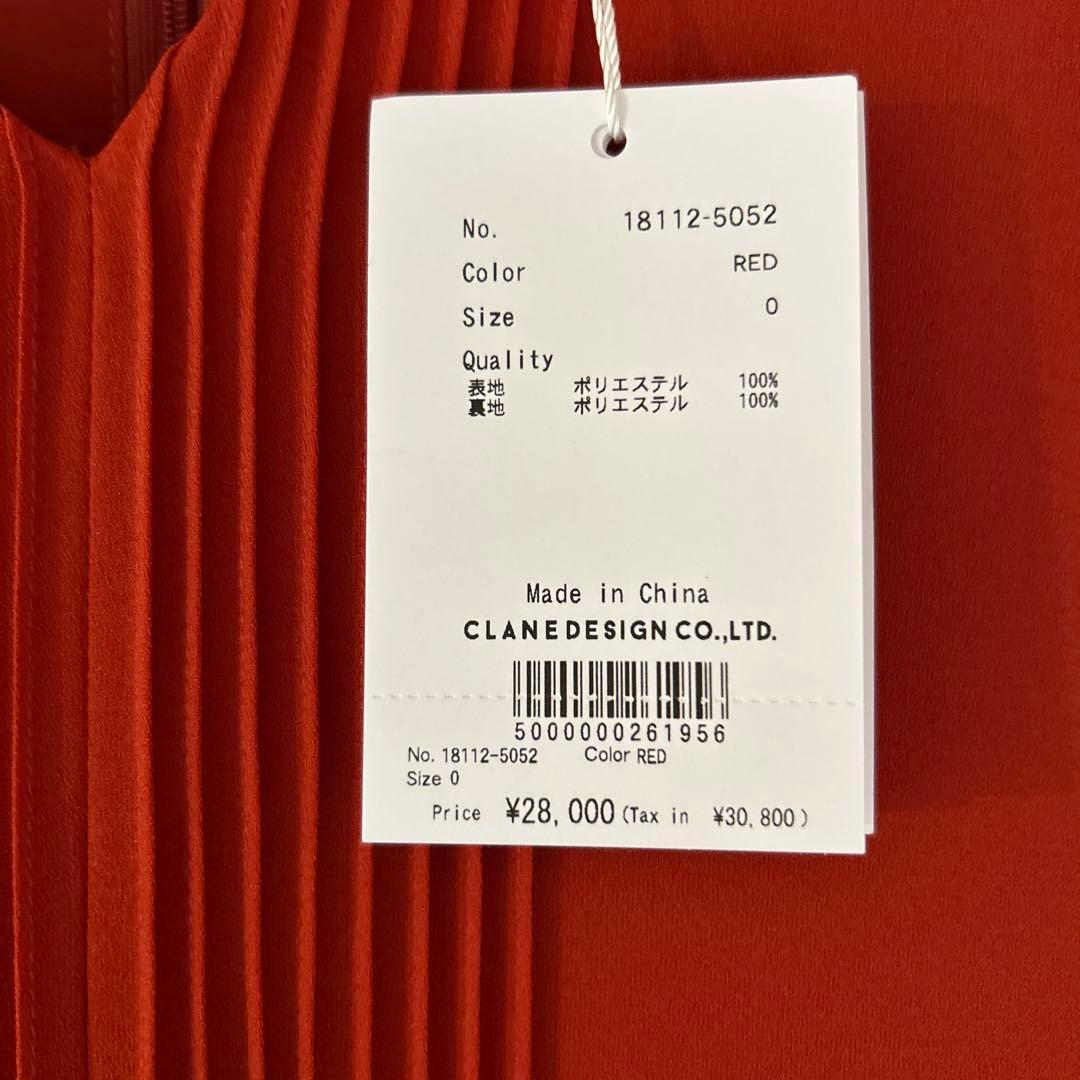 No. 18112-5052
Color RED
Size 0
Quality
表地 ポリエステル 100%
裏地 ポリエステル 100%
Made in China
CLANEDESIGN CO.,LTD.
5000000261956
No. 18112-5052 Color RED
Size 0
Price ¥28,000(Tax in ¥30,800)